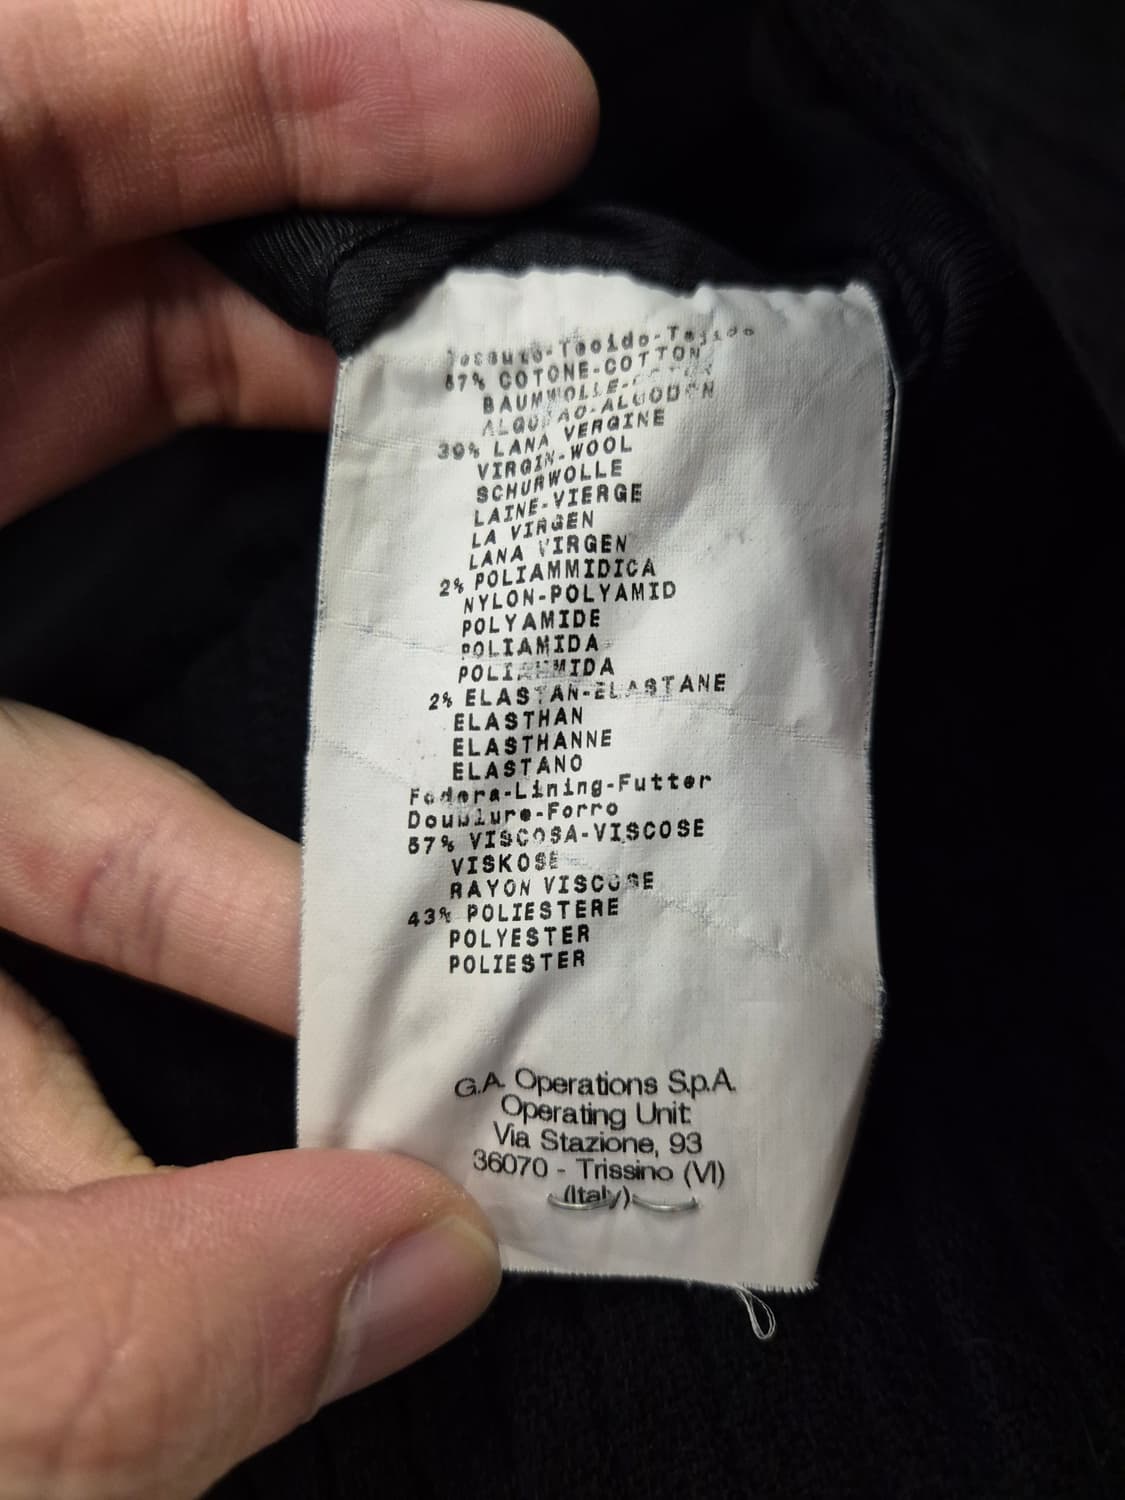 Tessuto-Tecido-Tejido
57% COTONE-COTTON
BAUMWOLLE-COTON
ALGODAO-ALGODON
39% LANA VERGINE
VIRGIN-WOOL
SCHURWOLLE
LAINE-VIERGE
LA VIRGEN
LANA VIRGEN
2% POLIAMMIDICA
NYLON-POLYAMID
POLYAMIDE
POLIAMIDA
POLIAMMIDA
2% ELASTAN-ELASTANE
ELASTHAN
ELASTHANNE
ELASTANO
Fodera-Lining-Futter
Doublure-Forro
57% VISCOSA-VISCOSE
VISKOSE
RAYON VISCOSE
43% POLIESTERE
POLYESTER
POLIESTER
G.A. Operations S.p.A.
Operating Unit:
Via Stazione, 93
36070 - Trissino (VI)
(Italy)